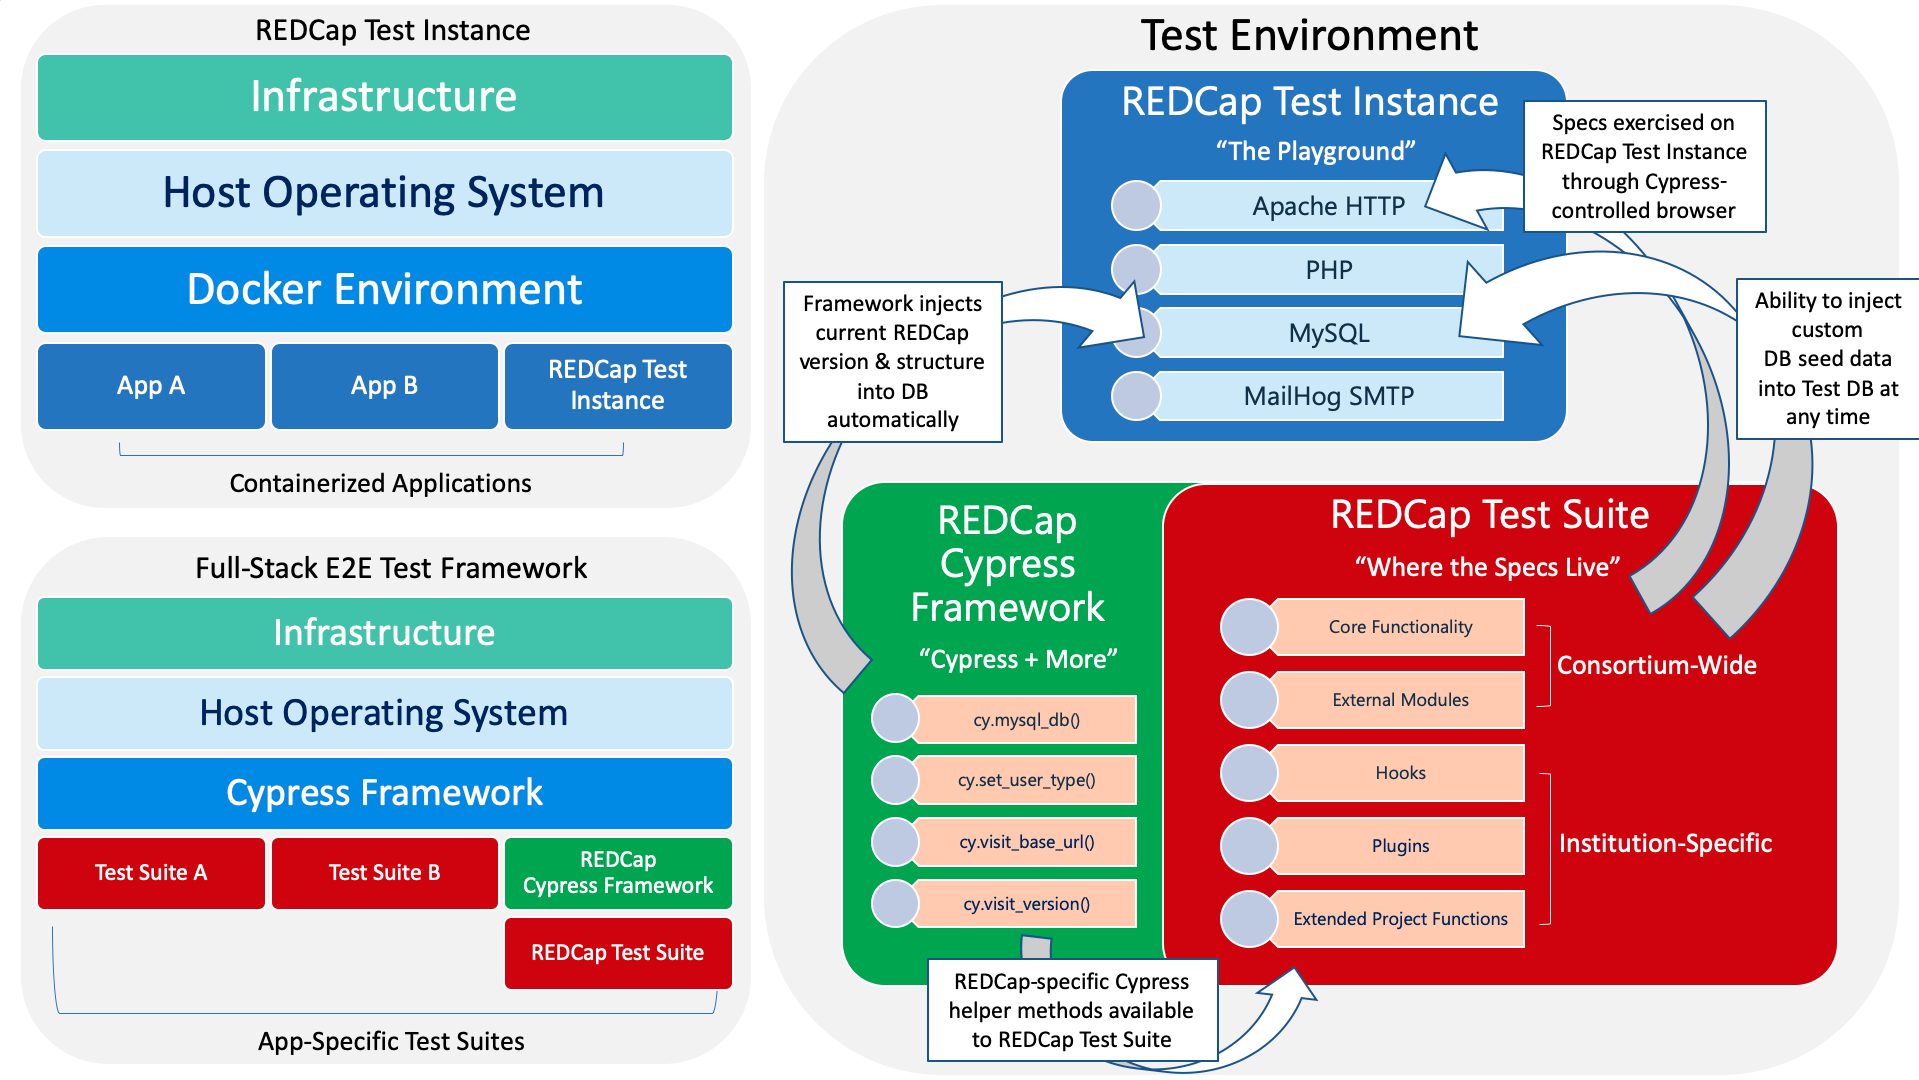 REDCap Test Instance
Infrastructure
Host Operating System
Docker Environment
App A
App B
REDCap Test
Instance
Containerized Applications
Full-Stack E2E Test Framework
Infrastructure
Host Operating System
Cypress Framework
Test Suite A
Test Suite B
REDCap
Cypress Framework
REDCap Test Suite
App-Specific Test Suites
Test Environment
REDCap Test Instance
“The Playground”
Apache HTTP
PHP
MySQL
MailHog SMTP
Specs exercised on
REDCap Test Instance
through Cypress-
controlled browser
Framework injects
current REDCap
version & structure
into DB
automatically
Ability to inject
custom
DB seed data
into Test DB at
any time
REDCap
Cypress
Framework
“Cypress + More”
cy.mysql_db()
cy.set_user_type()
cy.visit_base_url()
cy.visit_version()
REDCap Test Suite
“Where the Specs Live”
Core Functionality
External Modules
Hooks
Plugins
Extended Project Functions
Consortium-Wide
Institution-Specific
REDCap-specific Cypress
helper methods available
to REDCap Test Suite